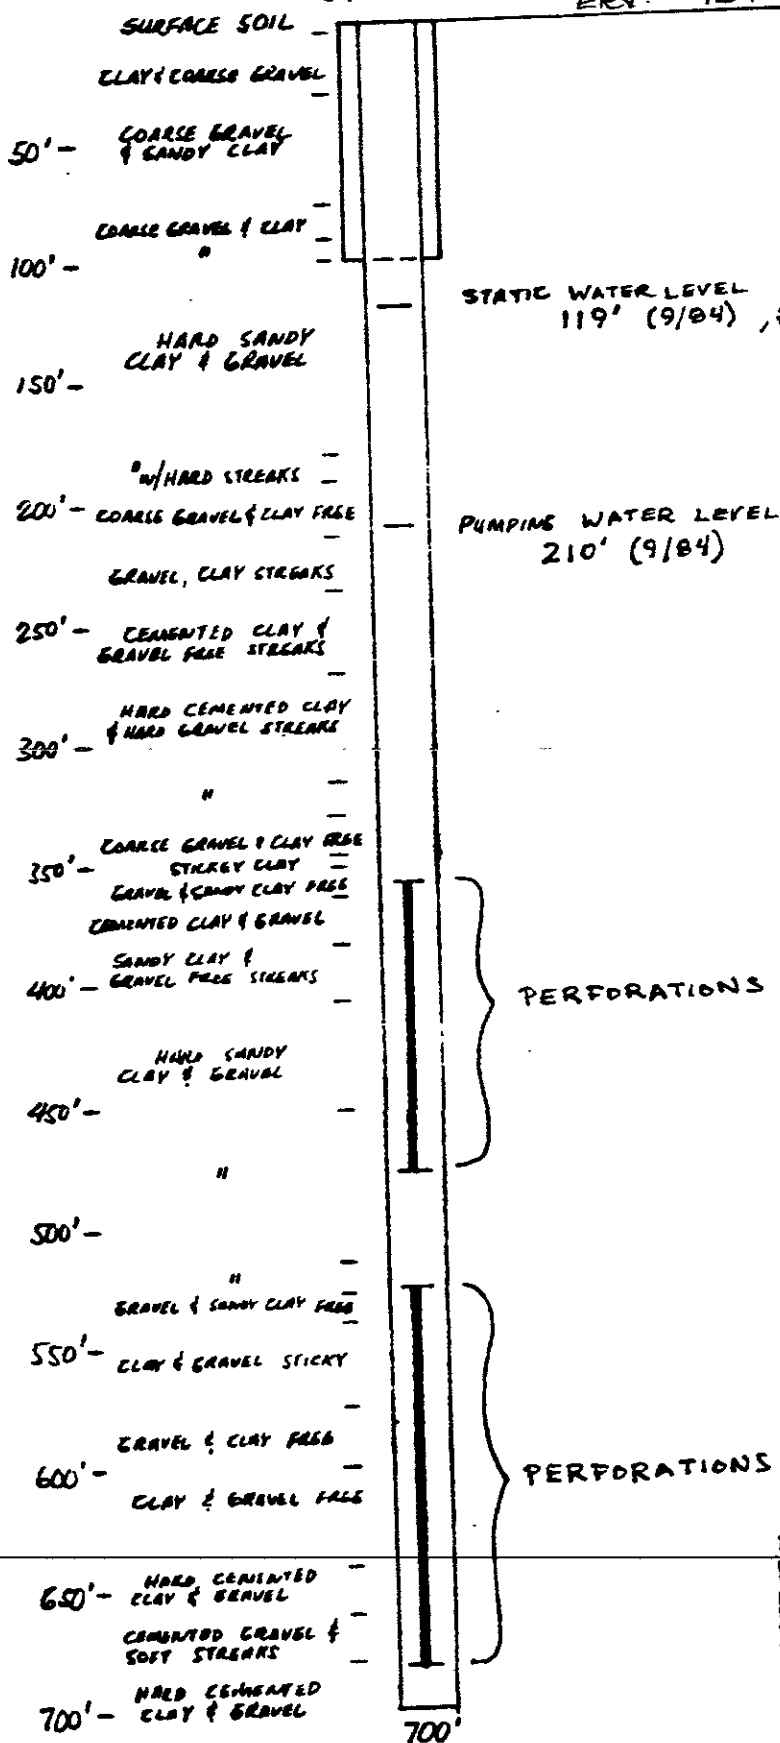 SURFACE SOIL
CLAY & COARSE GRAVEL
50'
COARSE GRAVEL
& SANDY CLAY
COARSE GRAVEL & CLAY
"
100'
STATIC WATER LEVEL
119' (9/84) ,
HARD SANDY
CLAY & GRAVEL
150'
" w/HARD STREAKS
200'
COARSE GRAVEL & CLAY FREE
PUMPING WATER LEVEL
210' (9/84)
GRAVEL, CLAY STREAKS
250'
CEMENTED CLAY &
GRAVEL FREE STREAKS
HARD CEMENTED CLAY
& HARD GRAVEL STREAKS
300'
"
COARSE GRAVEL & CLAY FREE
350'
STICKEY CLAY
GRAVEL & SANDY CLAY FREE
CEMENTED CLAY & GRAVEL
SANDY CLAY &
GRAVEL FREE STREAKS
400'
PERFORATIONS
HARD SANDY
CLAY & GRAVEL
450'
"
500'
"
GRAVEL & SANDY CLAY FREE
550'
CLAY & GRAVEL STICKY
GRAVEL & CLAY FREE
600'
PERFORATIONS
CLAY & GRAVEL FREE
650'
HARD CEMENTED
CLAY & GRAVEL
CEMENTED GRAVEL &
SOFT STREAKS
HARD CEMENTED
CLAY & GRAVEL
700'
700'